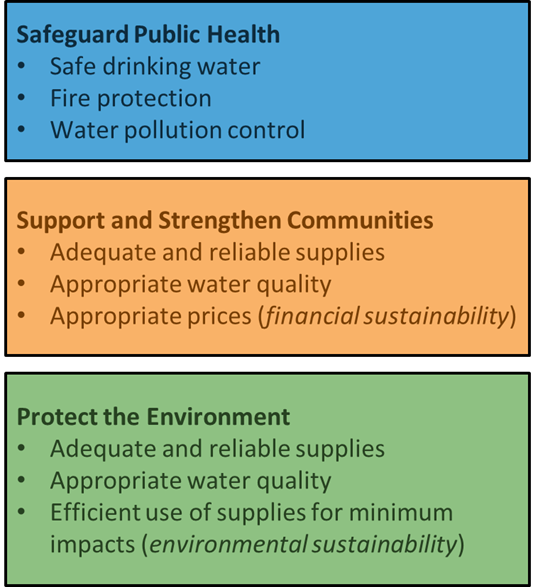 Safeguard Public Health
• Safe drinking water
• Fire protection
• Water pollution control
Support and Strengthen Communities
• Adequate and reliable supplies
• Appropriate water quality
• Appropriate prices (financial sustainability)
Protect the Environment
• Adequate and reliable supplies
• Appropriate water quality
• Efficient use of supplies for minimum
impacts (environmental sustainability)